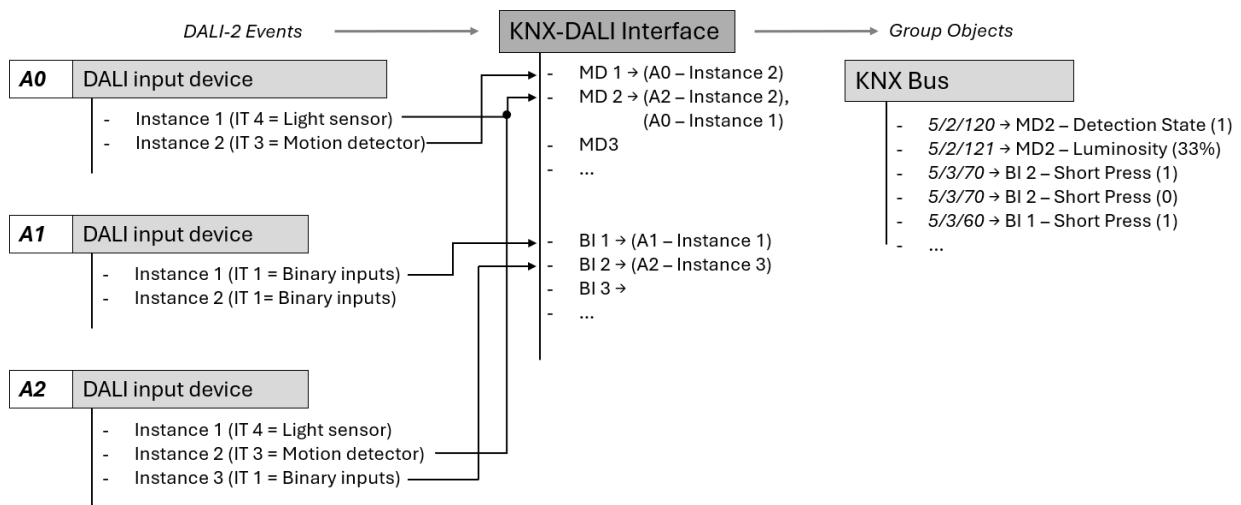 DALI-2 Events
KNX-DALI Interface
Group Objects
A0 DALI input device
- Instance 1 (IT 4 = Light sensor)
- Instance 2 (IT 3 = Motion detector)
A1 DALI input device
- Instance 1 (IT 1 = Binary inputs)
- Instance 2 (IT 1= Binary inputs)
A2 DALI input device
- Instance 1 (IT 4 = Light sensor)
- Instance 2 (IT 3 = Motion detector)
- Instance 3 (IT 1 = Binary inputs)
- MD 1 → (A0 – Instance 2)
- MD 2 → (A2 – Instance 2),
(A0 – Instance 1)
- MD3
- ...
- BI 1 → (A1 – Instance 1)
- BI 2 → (A2 – Instance 3)
- BI 3 →
- ...
KNX Bus
- 5/2/120 → MD2 – Detection State (1)
- 5/2/121 → MD2 – Luminosity (33%)
- 5/3/70 → BI 2 – Short Press (1)
- 5/3/70 → BI 2 – Short Press (0)
- 5/3/60 → BI 1 – Short Press (1)
- ...